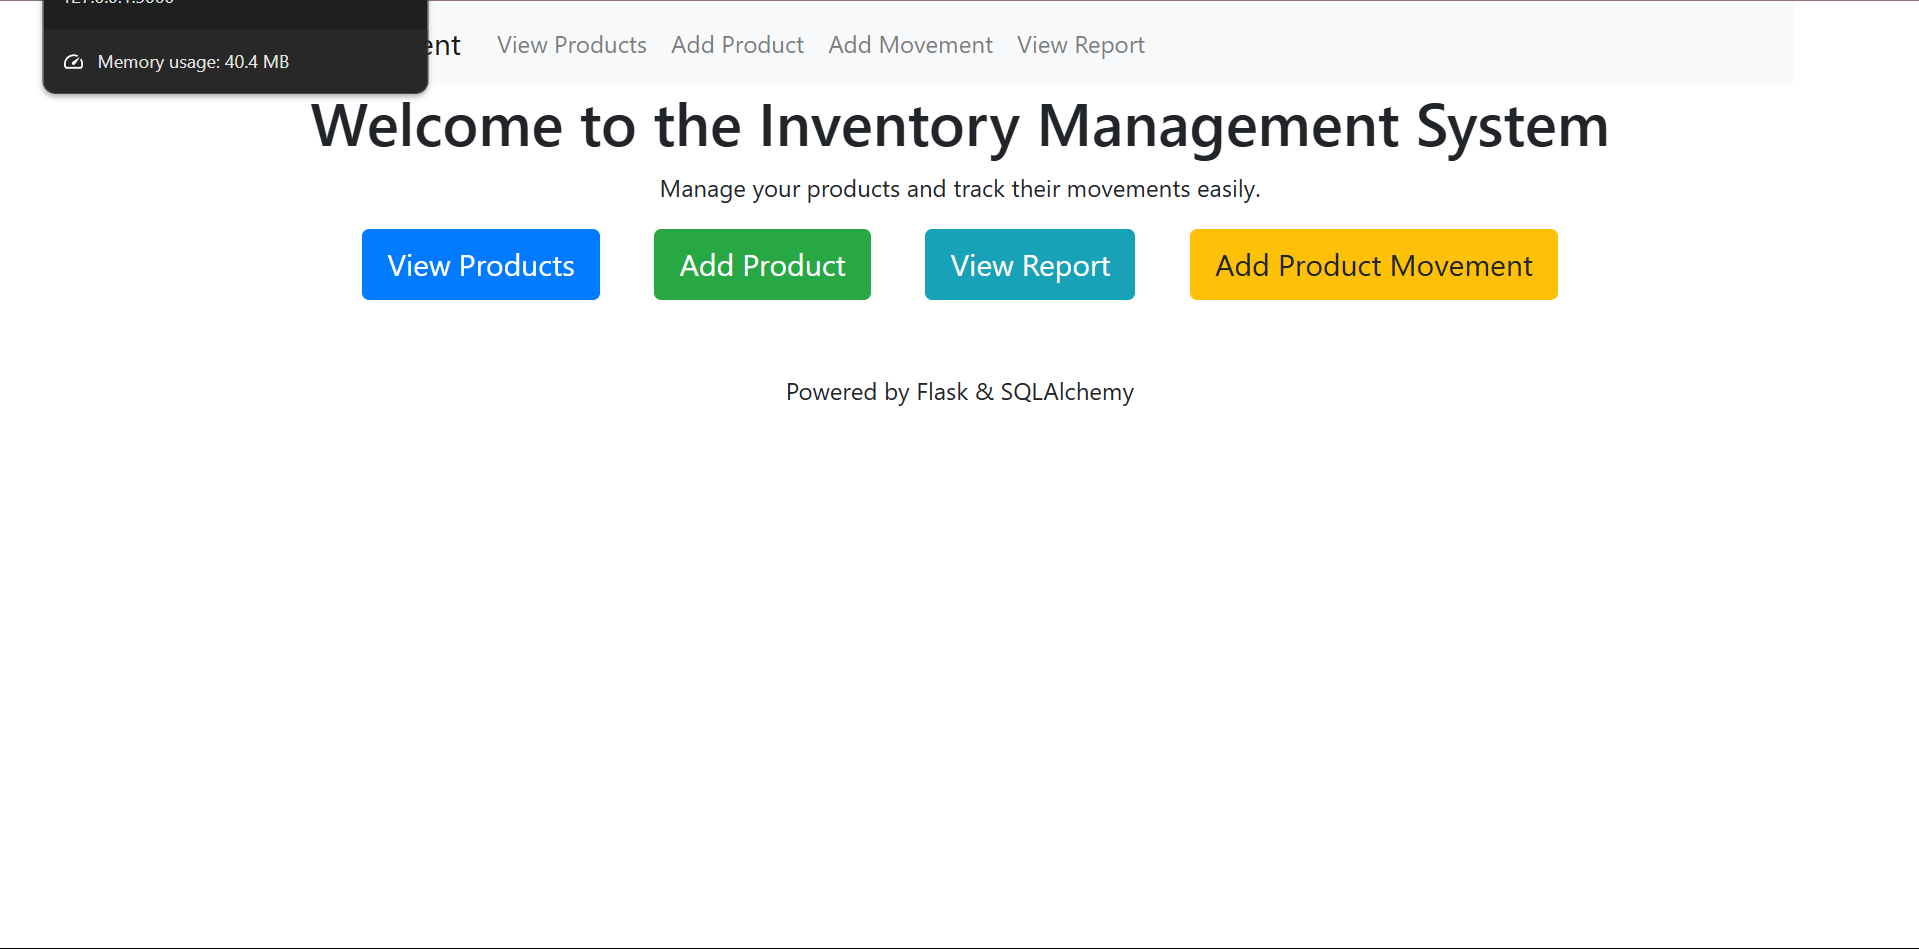 Memory usage: 40.4 MB
View Products Add Product Add Movement View Report
Welcome to the Inventory Management System
Manage your products and track their movements easily.
View Products Add Product View Report Add Product Movement
Powered by Flask & SQLAlchemy